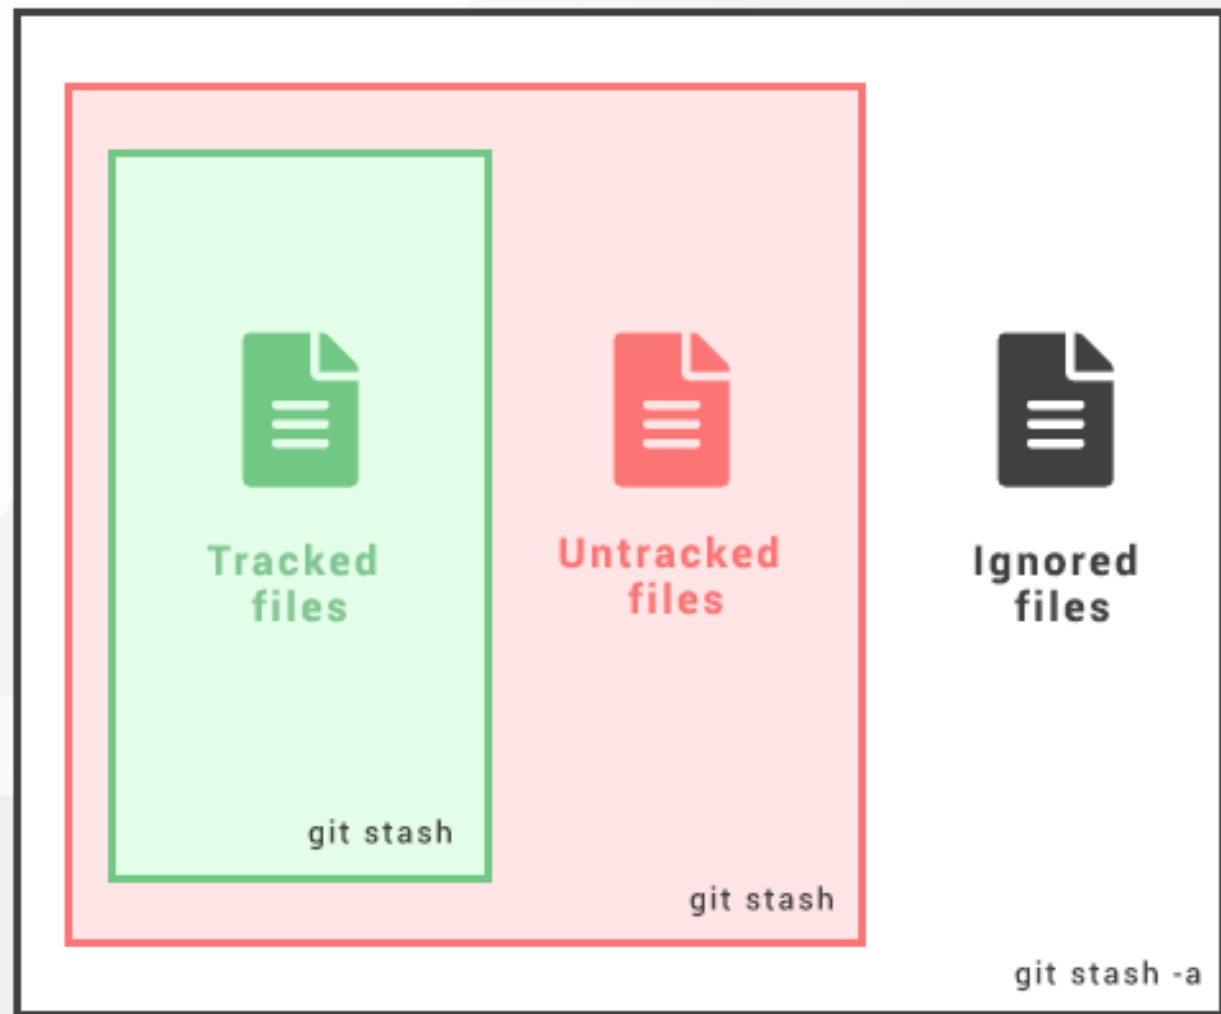 Tracked
files
git stash
Untracked
files
git stash
Ignored
files
git stash -a